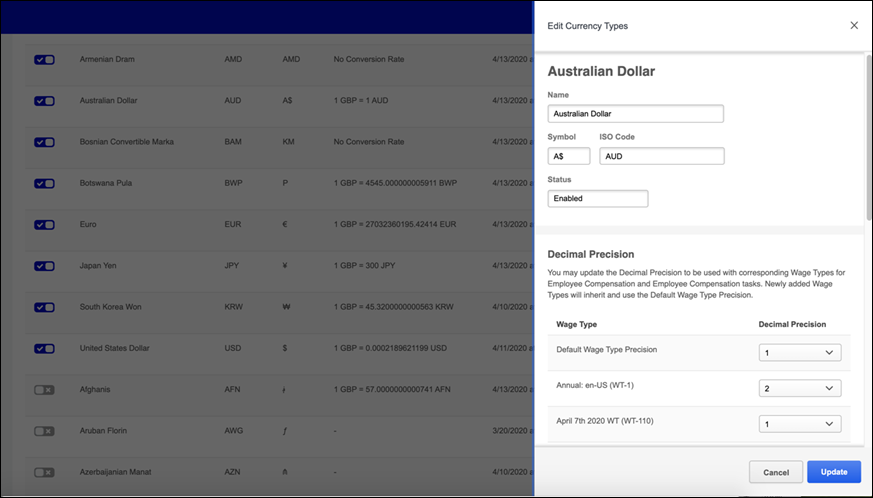 Edit Currency Types
Armenian Dram AMD AMD No Conversion Rate 4/13/2020 a
Australian Dollar AUD A$ 1 GBP = 1 AUD 4/13/2020 a
Bosnian Convertible Marka BAM KM No Conversion Rate 4/13/2020 a
Botswana Pula BWP P 1 GBP = 4545.000000005911 BWP 4/13/2020 a
Euro EUR € 1 GBP = 27032360195.42414 EUR 4/13/2020 a
Japan Yen JPY ¥ 1 GBP = 300 JPY 4/13/2020 a
South Korea Won KRW ₩ 1 GBP = 45.3200000000563 KRW 4/10/2020 a
United States Dollar USD $ 1 GBP = 0.0002189621199 USD 4/11/2020 a
Afghanis AFN 1 GBP = 57.0000000000741 AFN 4/13/2020 a
Aruban Florin AWG ƒ - 3/20/2020 a
Azerbaijanian Manat AZN - 4/10/2020 a
Australian Dollar
Name
Australian Dollar
Symbol ISO Code
A$ AUD
Status
Enabled
Decimal Precision
You may update the Decimal Precision to be used with corresponding Wage Types for
Employee Compensation and Employee Compensation tasks. Newly added Wage
Types will inherit and use the Default Wage Type Precision.
Wage Type Decimal Precision
Default Wage Type Precision 1
Annual: en-US (WT-1) 2
April 7th 2020 WT (WT-110) 1
Cancel Update